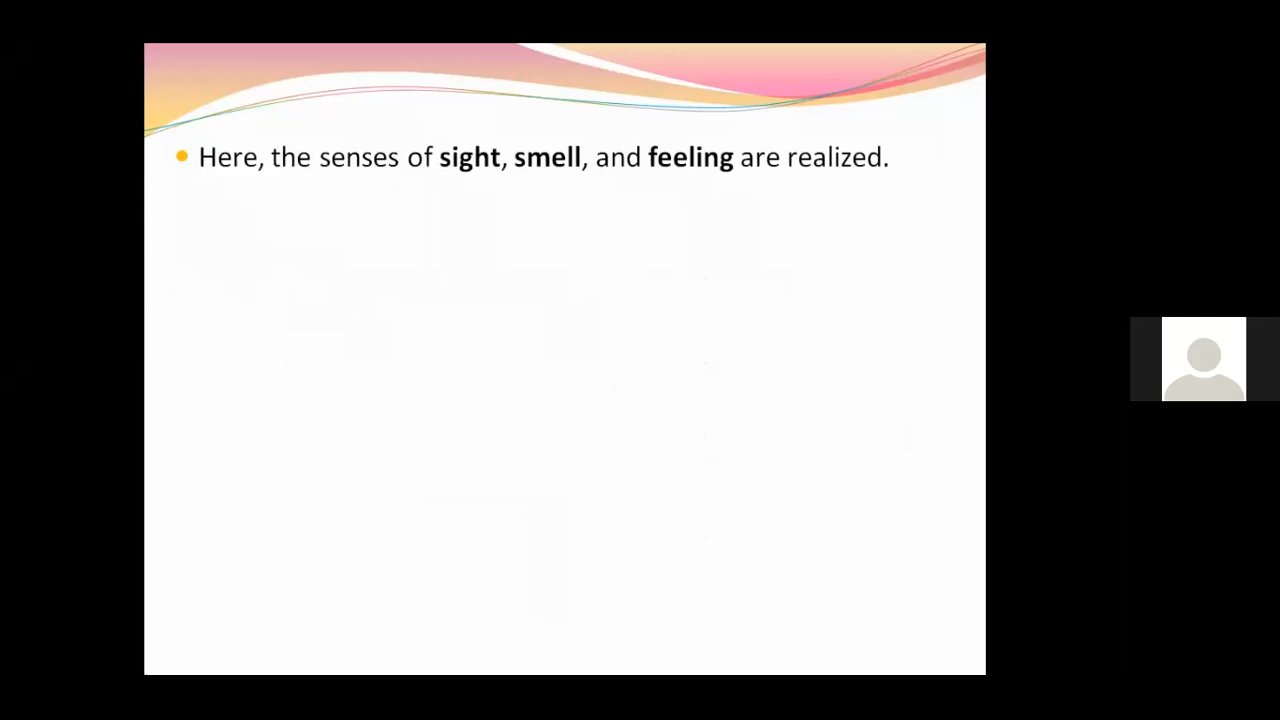 Here, the senses of sight, smell, and feeling are realized.